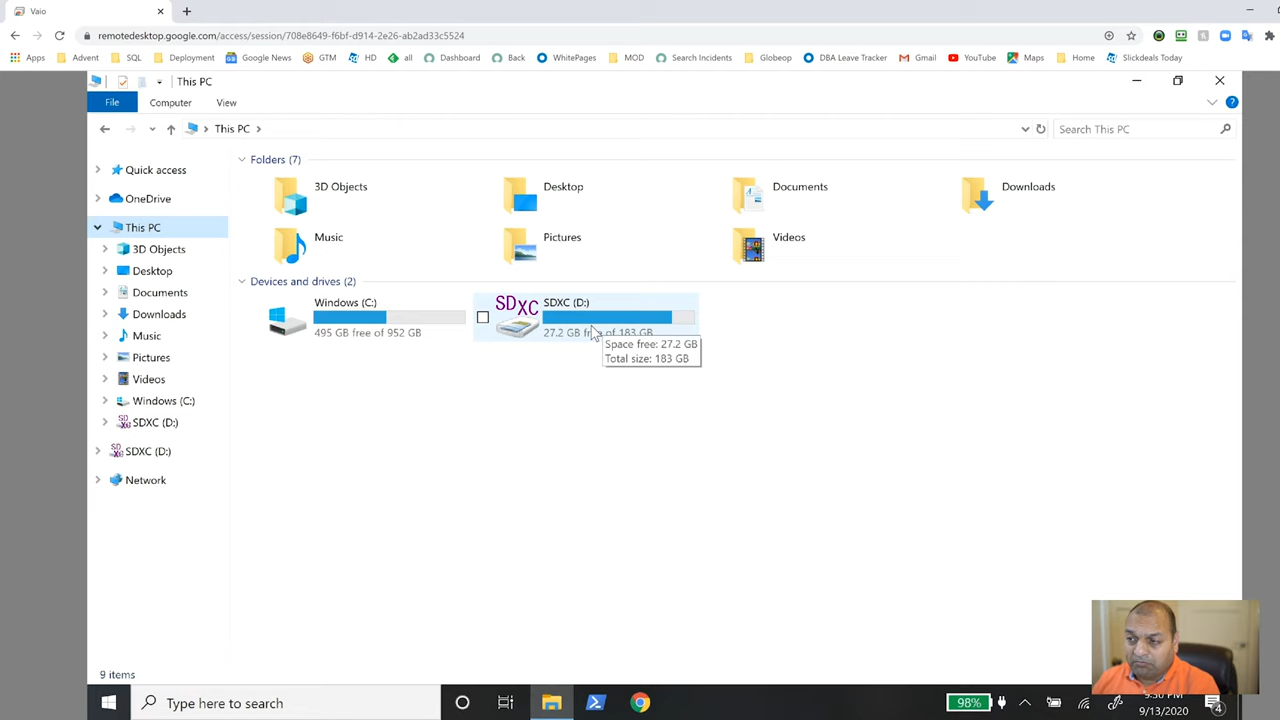 Vaio
remotedesktop.google.com/access/session/708e8649-f6bf-d914-2e26-ab2ad33c5524
Apps Advent SQL Deployment Google News GTM HD all Dashboard Back WhitePages MOD Search Incidents Globeop DBA Leave Tracker Gmail YouTube Maps Home Slickdeals Today
This PC
File Computer View
This PC
Search This PC
Quick access
OneDrive
This PC
3D Objects
Desktop
Documents
Downloads
Music
Pictures
Videos
Windows (C:)
SDXC (D:)
SDXC (D:)
Network
Folders (7)
3D Objects Desktop Documents Downloads
Music Pictures Videos
Devices and drives (2)
Windows (C:)
495 GB free of 952 GB
SDXC
SDXC (D:)
27.2 GB free of 183 GB
Space free: 27.2 GB
Total size: 183 GB
9 items
Type here to search
98%
9/13/2020
4